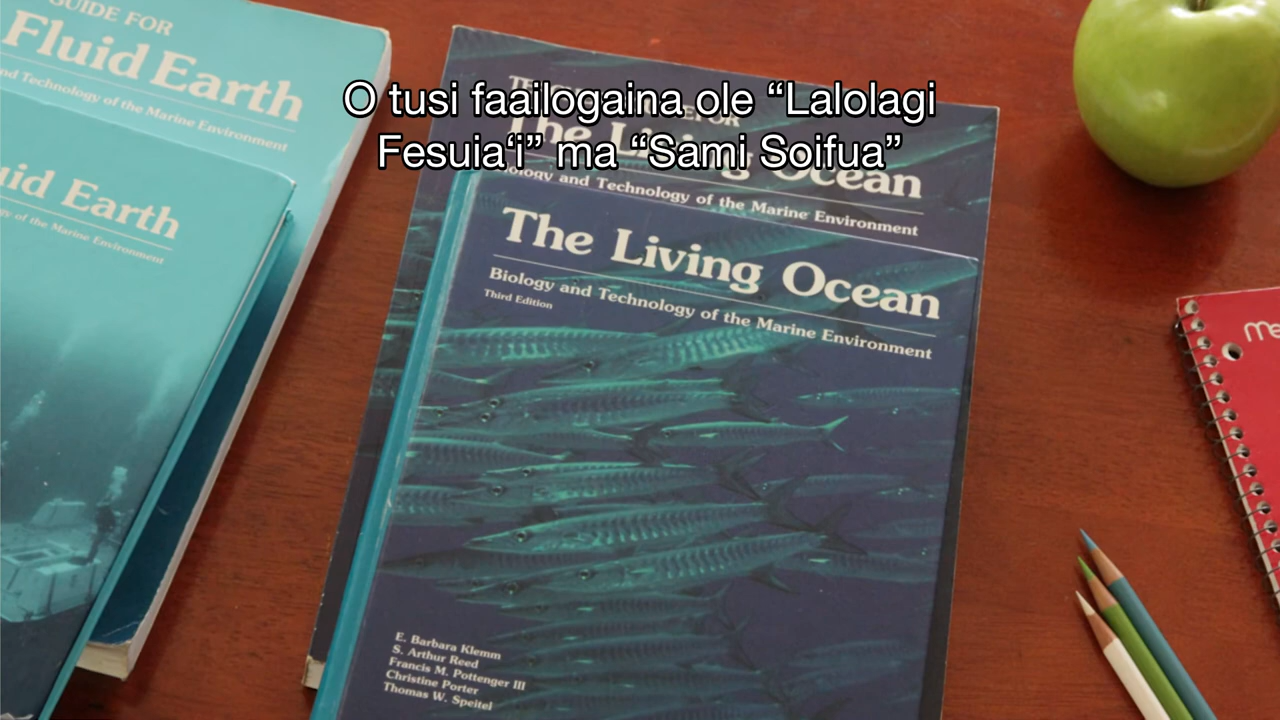 O tusi faailogaina ole “Lalolagi
Fesuia‘i” ma “Sami Soifua”
GUIDE FOR
Fluid Earth
and Technology of the Marine Environment
Earth
of the Marine Environment
The Living Ocean
Biology and Technology of the Marine Environment
The Living Ocean
Biology and Technology of the Marine Environment
Third Edition
E. Barbara Klemm
S. Arthur Reed
Francis M. Pottenger III
Christine Porter
Thomas W. Speitel